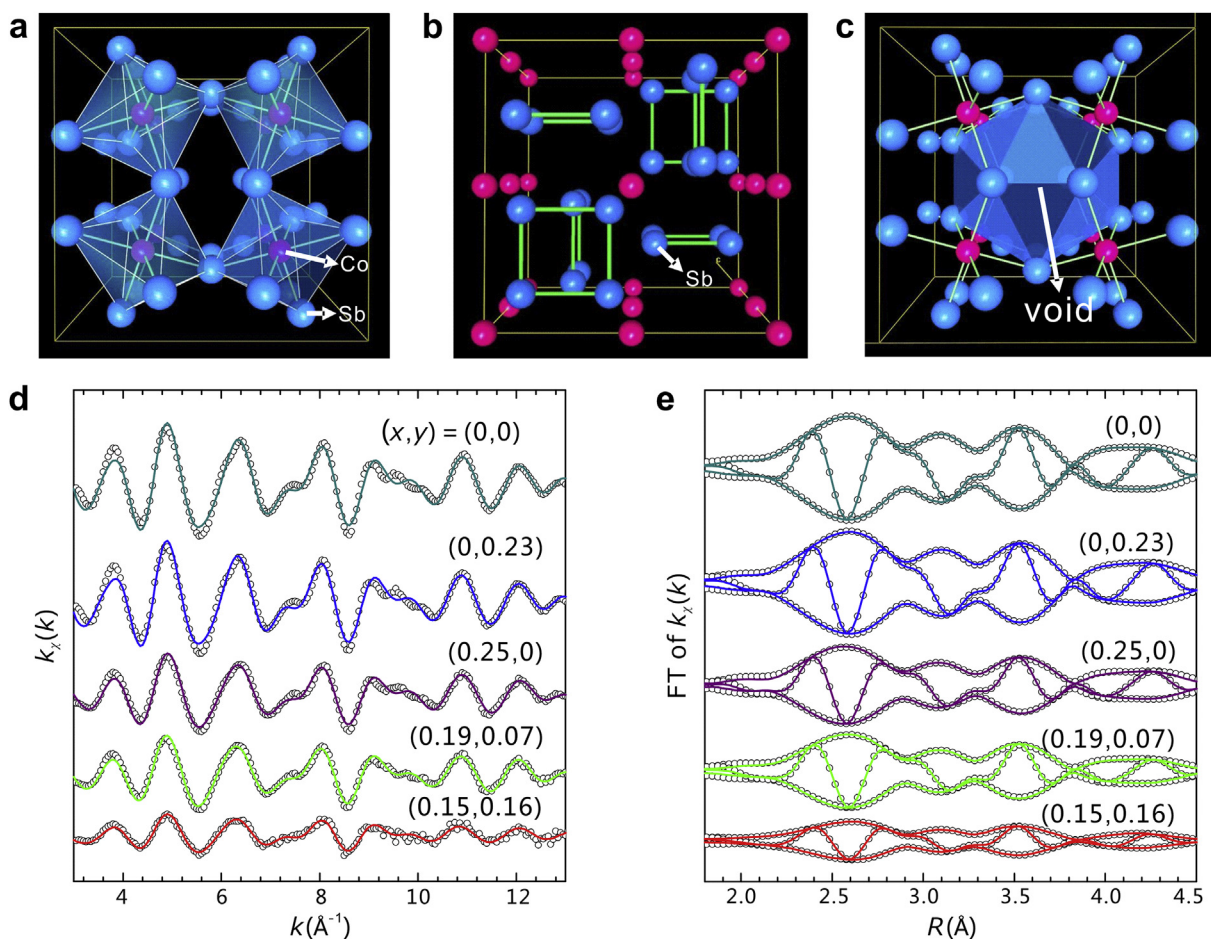 a
b
c
Co
Sb
Sb
void
d
e
(x,y) = (0,0)
(0,0.23)
(0.25,0)
(0.19,0.07)
(0.15,0.16)
kχ(k)
4 6 8 10 12
k(Å⁻¹)
(0,0)
(0,0.23)
(0.25,0)
(0.19,0.07)
(0.15,0.16)
FT of kχ(k)
2.0 2.5 3.0 3.5 4.0 4.5
R(Å)